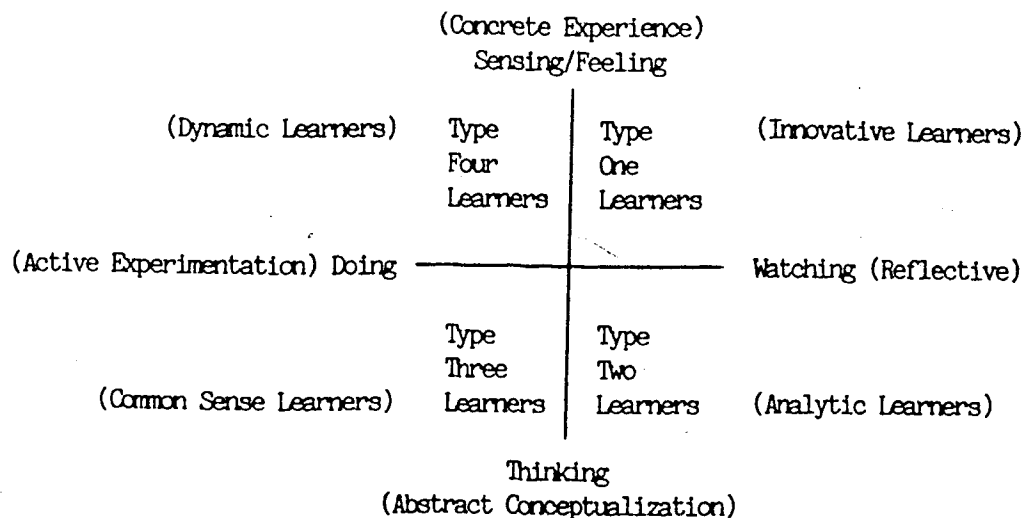 (Concrete Experience)
Sensing/Feeling
(Dynamic Learners) Type Type (Innovative Learners)
Four One
Learners Learners
(Active Experimentation) Doing Watching (Reflective)
Type Type
Three Two
(Common Sense Learners) Learners Learners (Analytic Learners)
Thinking
(Abstract Conceptualization)